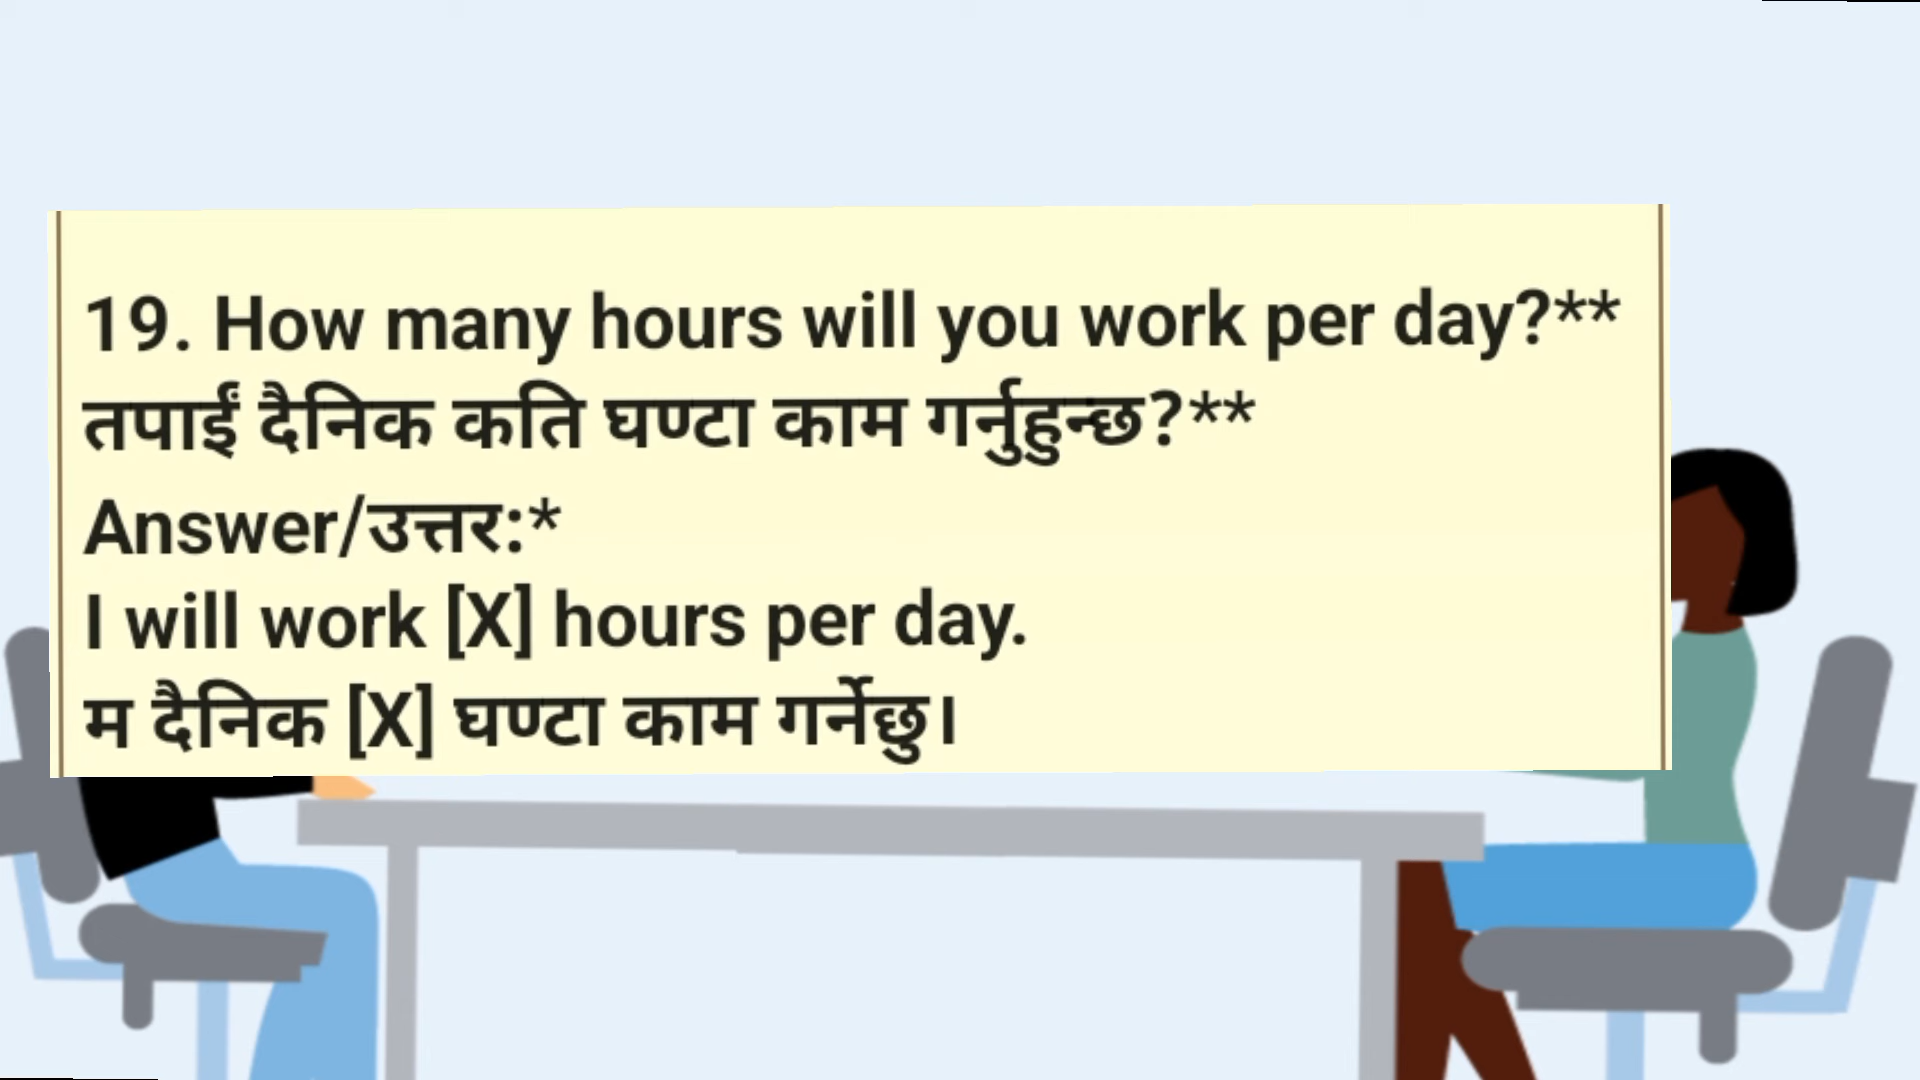 19. How many hours will you work per day?**
तपाईं दैनिक कति घण्टा काम गर्नुहुन्छ?**
Answer/उत्तर:*
I will work [X] hours per day.
म दैनिक [X] घण्टा काम गर्नेछु।